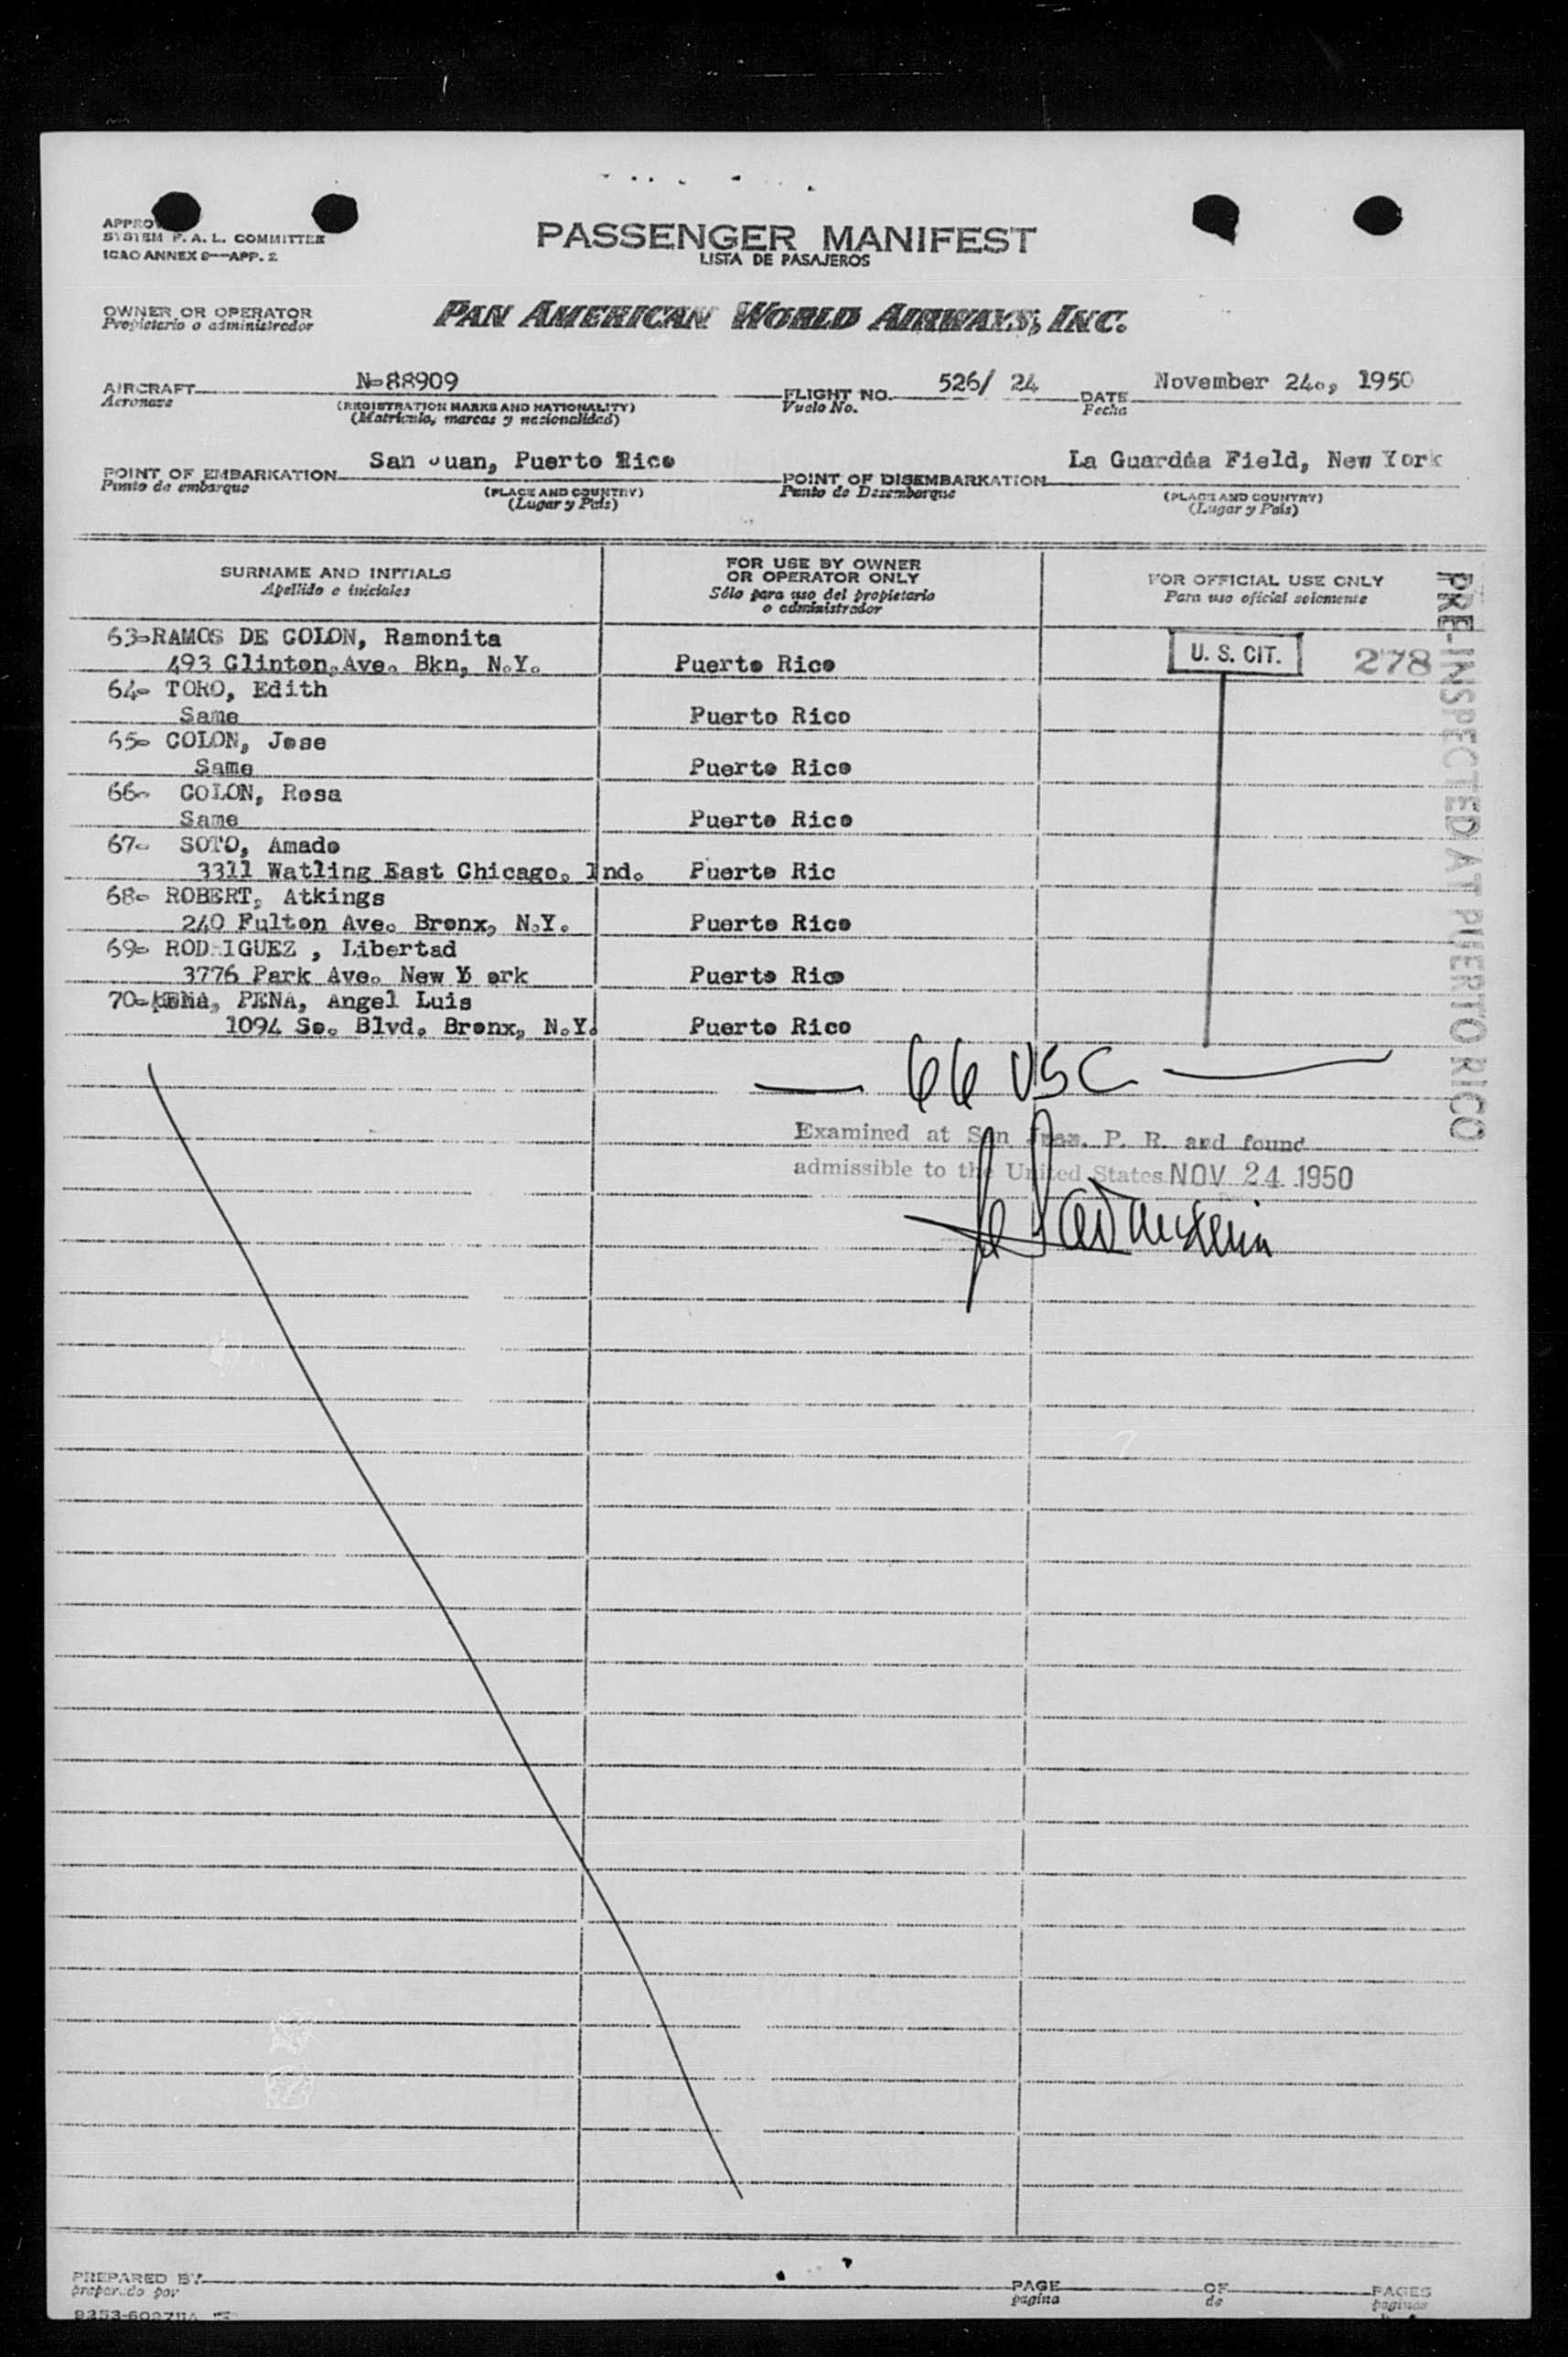 APPRO
SYSTEM F. A. L. COMMITTEE
ICAO ANNEX 9—APP. 2
PASSENGER MANIFEST
LISTA DE PASAJEROS
OWNER OR OPERATOR
Propietario o administrador
PAN AMERICAN WORLD AIRWAYS, INC.
AIRCRAFT N-88909 FLIGHT NO. 526/ 24 DATE November 24., 1950
Aeronave (REGISTRATION MARKS AND NATIONALITY) Vuelo No. Fecha
(Matricula, marcas y nacionalidad)
POINT OF EMBARKATION San Juan, Puerto Rico POINT OF DISEMBARKATION La Guardia Field, New York
Punto de embarque (PLACE AND COUNTRY) Punto de Desembarque (PLACE AND COUNTRY)
(Lugar y País) (Lugar y País)
SURNAME AND INITIALS
Apellido e iniciales
FOR USE BY OWNER
OR OPERATOR ONLY
Sólo para uso del propietario
o administrador
FOR OFFICIAL USE ONLY
Para uso oficial solamente
63-RAMOS DE COLON, Ramonita
493 Clinton, Ave. Bkn, N.Y. Puerto Rico U. S. CIT. 278
64- TORO, Edith
Same Puerto Rico
65- COLON, Jose
Same Puerto Rico
66- COLON, Rosa
Same Puerto Rico
67- SOTO, Amado
3311 Watling East Chicago. Ind. Puerto Ric
68- ROBERT, Atkings
240 Fulton Ave. Bronx, N.Y. Puerto Rico
69- RODRIGUEZ , Libertad
3776 Park Ave. New York Puerto Rico
70- PENA, Angel Luis
1094 So. Blvd. Bronx, N.Y. Puerto Rico
PRE-INSPECTED AT PUERTO RICO
— 66 USC —
Examined at San Juan, P. R. and found
admissible to the United States NOV 24 1950
PREPARED BY PAGE OF PAGES
preparado por pagina de paginas